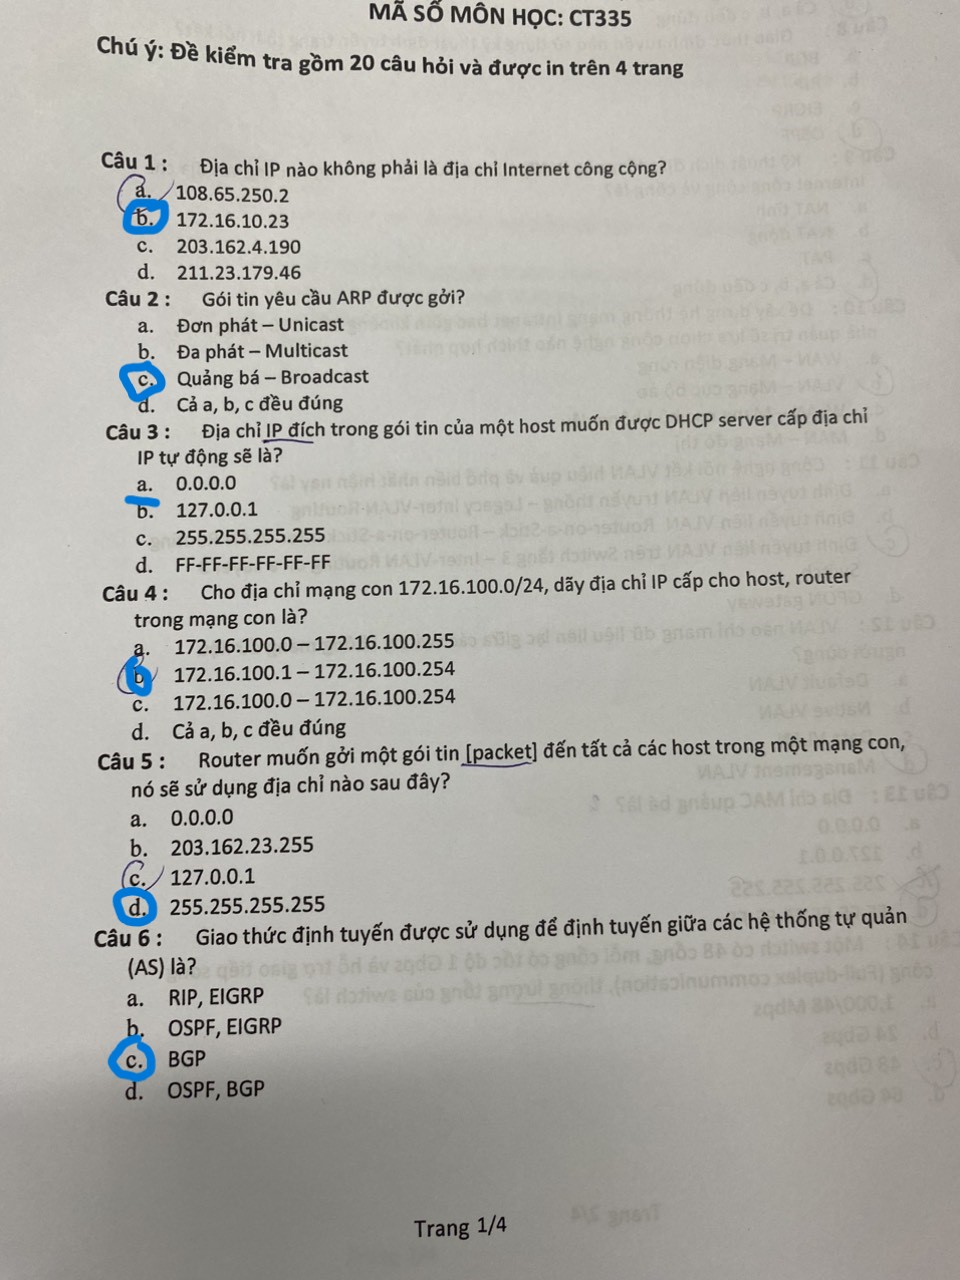 MÃ SỐ MÔN HỌC: CT335
Chú ý: Đề kiểm tra gồm 20 câu hỏi và được in trên 4 trang
Câu 1 : Địa chỉ IP nào không phải là địa chỉ Internet công cộng?
a. 108.65.250.2
b. 172.16.10.23
c. 203.162.4.190
d. 211.23.179.46
Câu 2 : Gói tin yêu cầu ARP được gởi?
a. Đơn phát – Unicast
b. Đa phát – Multicast
c. Quảng bá – Broadcast
d. Cả a, b, c đều đúng
Câu 3 : Địa chỉ IP đích trong gói tin của một host muốn được DHCP server cấp địa chỉ
IP tự động sẽ là?
a. 0.0.0.0
b. 127.0.0.1
c. 255.255.255.255
d. FF-FF-FF-FF-FF-FF
Câu 4 : Cho địa chỉ mạng con 172.16.100.0/24, dãy địa chỉ IP cấp cho host, router
trong mạng con là?
a. 172.16.100.0 – 172.16.100.255
b 172.16.100.1 – 172.16.100.254
c. 172.16.100.0 – 172.16.100.254
d. Cả a, b, c đều đúng
Câu 5 : Router muốn gởi một gói tin [packet] đến tất cả các host trong một mạng con,
nó sẽ sử dụng địa chỉ nào sau đây?
a. 0.0.0.0
b. 203.162.23.255
c. 127.0.0.1
d. 255.255.255.255
Câu 6 : Giao thức định tuyến được sử dụng để định tuyến giữa các hệ thống tự quản
(AS) là?
a. RIP, EIGRP
b. OSPF, EIGRP
c. BGP
d. OSPF, BGP
Trang 1/4